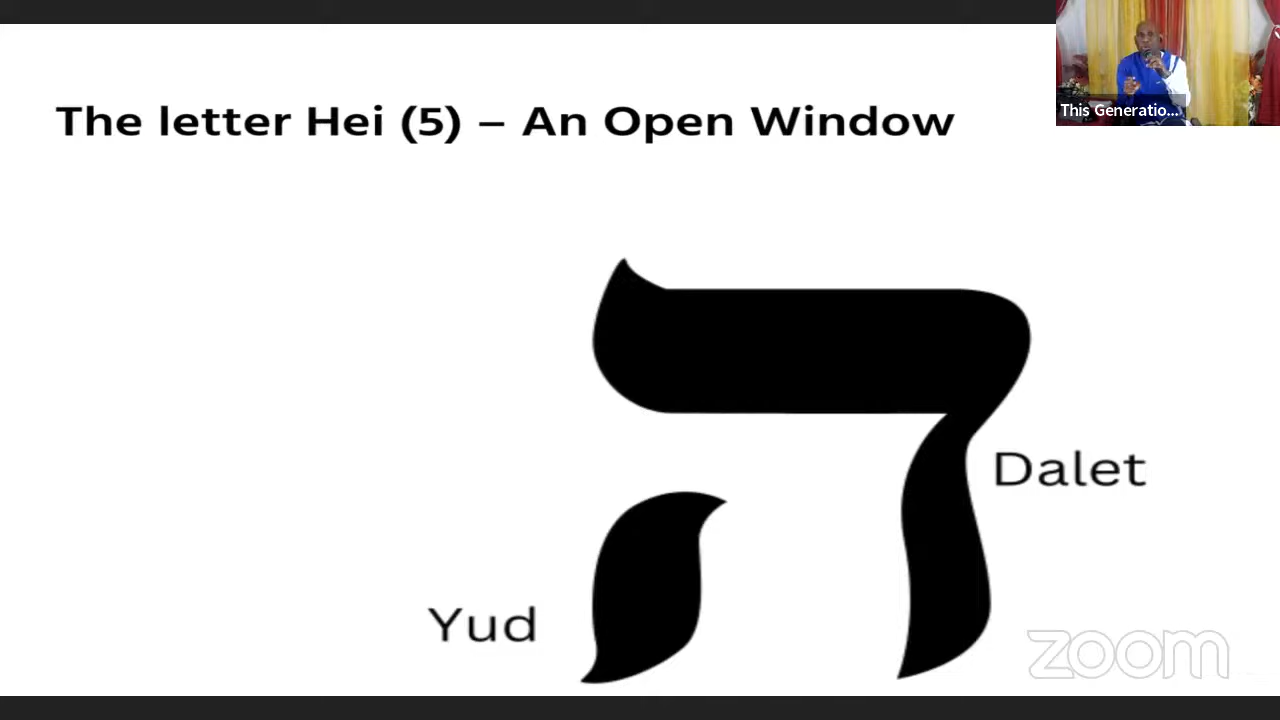 The letter Hei (5) – An Open Window
This Generatio...
ה
Dalet
Yud
zoom